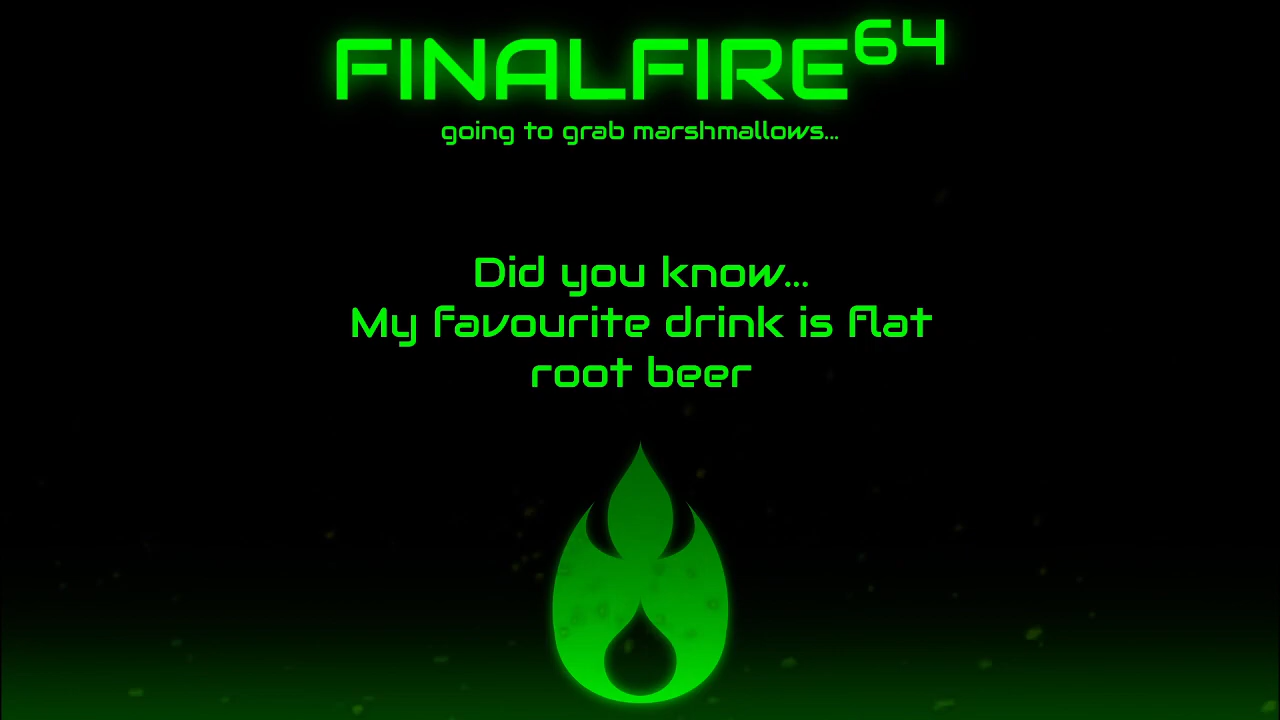 FINALFIRE64
going to grab marshmallows...
Did you know...
My favourite drink is flat
root beer